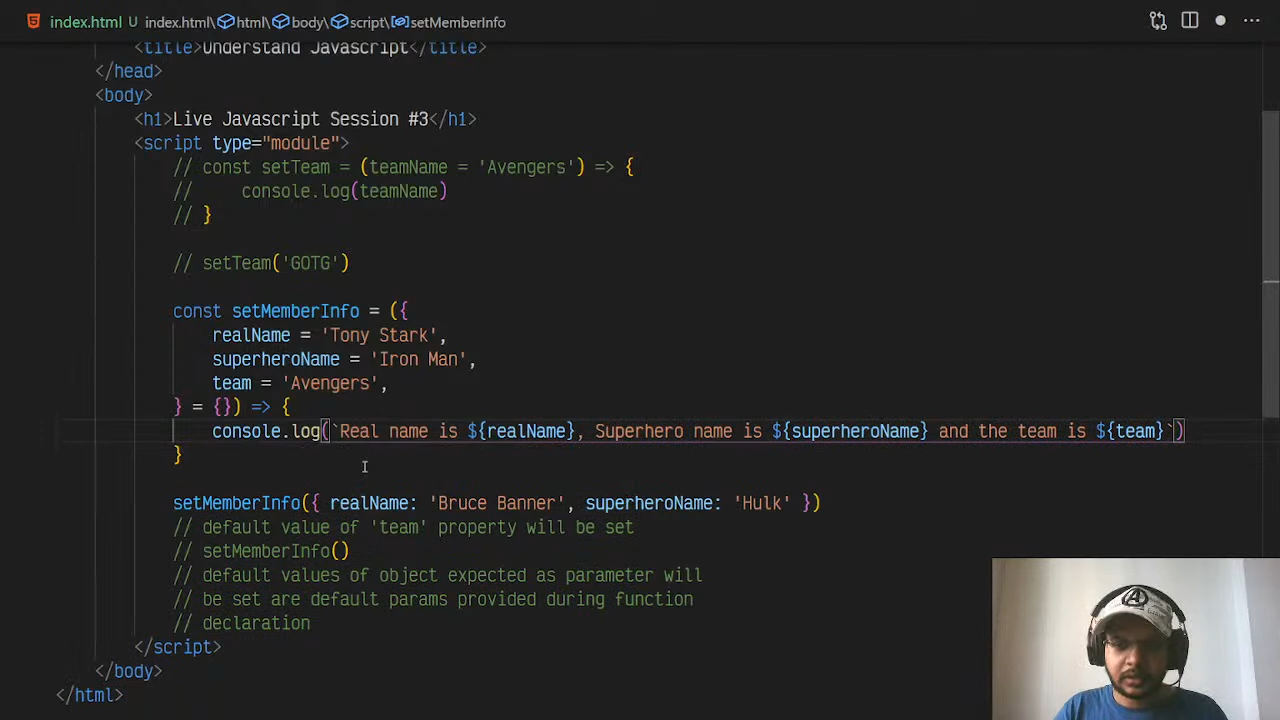 index.html U index.html\html\body\script\setMemberInfo
<title>Understand Javascript</title>
</head>
<body>
<h1>Live Javascript Session #3</h1>
<script type="module">
// const setTeam = (teamName = 'Avengers') => {
//     console.log(teamName)
// }
// setTeam('GOTG')
const setMemberInfo = ({
realName = 'Tony Stark',
superheroName = 'Iron Man',
team = 'Avengers',
} = {}) => {
console.log(`Real name is ${realName}, Superhero name is ${superheroName} and the team is ${team}`)
}
setMemberInfo({ realName: 'Bruce Banner', superheroName: 'Hulk' })
// default value of 'team' property will be set
// setMemberInfo()
// default values of object expected as parameter will
// be set are default params provided during function
// declaration
</script>
</body>
</html>